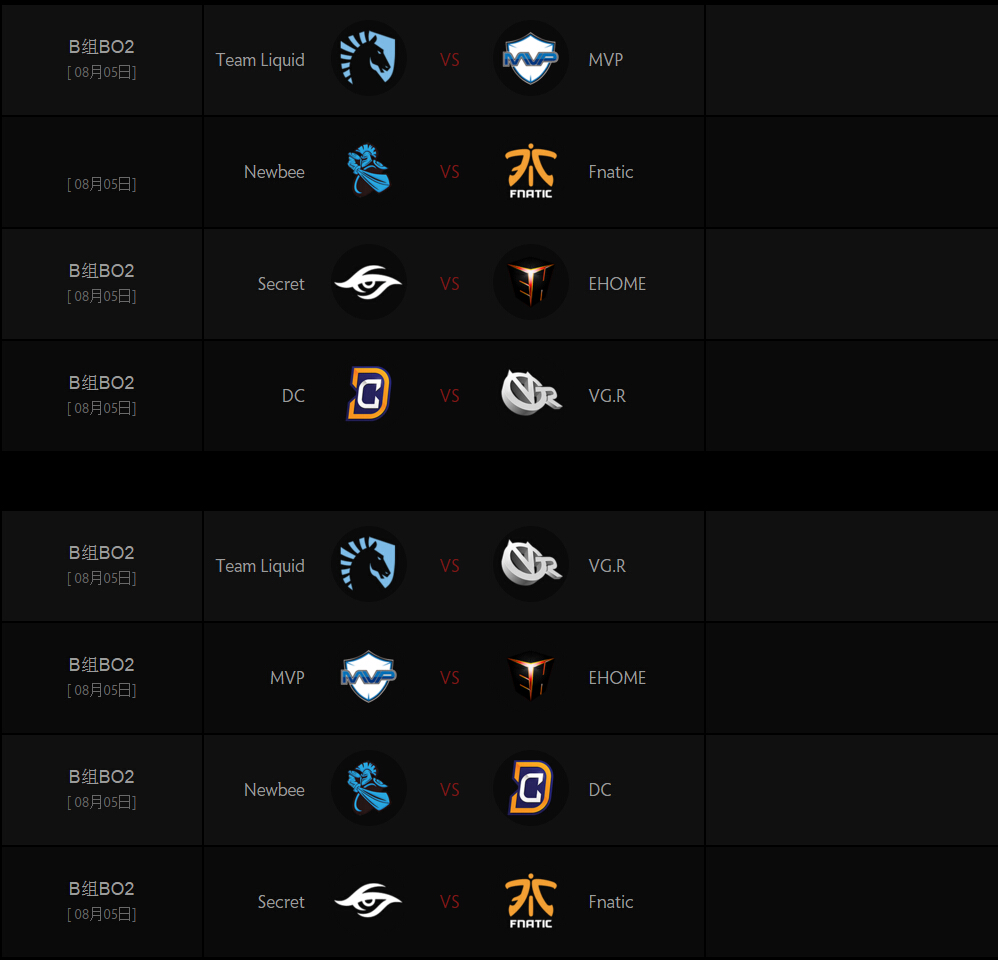 B组BO2
[ 08月05日]
Team Liquid VS MVP MVP
[ 08月05日]
Newbee VS FNATIC Fnatic
B组BO2
[ 08月05日]
Secret VS EHOME
B组BO2
[ 08月05日]
DC DC VS VGR VG.R
B组BO2
[ 08月05日]
Team Liquid VS VGR VG.R
B组BO2
[ 08月05日]
MVP MVP VS EHOME
B组BO2
[ 08月05日]
Newbee VS DC DC
B组BO2
[ 08月05日]
Secret VS FNATIC Fnatic